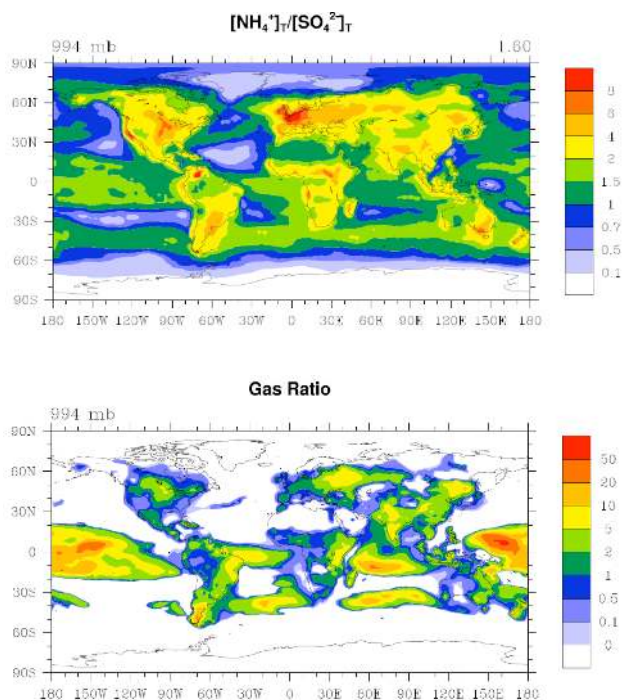 [NH₄⁺]T/[SO₄²⁻]T
994 mb 1.60
90N
60N
30N
0
30S
60S
90S
180 150W 120W 90W 60W 30W 0 30E 60E 90E 120E 150E 180
8
6
4
2
1.5
1
0.7
0.5
0.1
Gas Ratio
994 mb
90N
60N
30N
0
30S
60S
90S
180 150W 120W 90W 60W 30W 0 30E 60E 90E 120E 150E 180
50
20
10
5
2
1
0.5
0.1
0